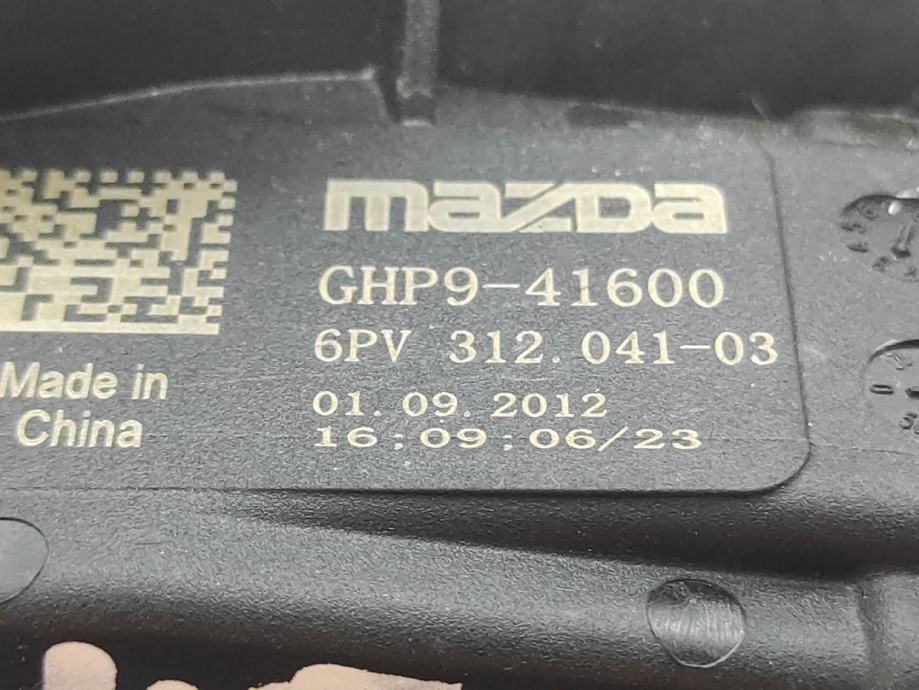 mazDa
GHP9-41600
6PV 312.041-03
01.09.2012
16:09:06/23
Made in
China